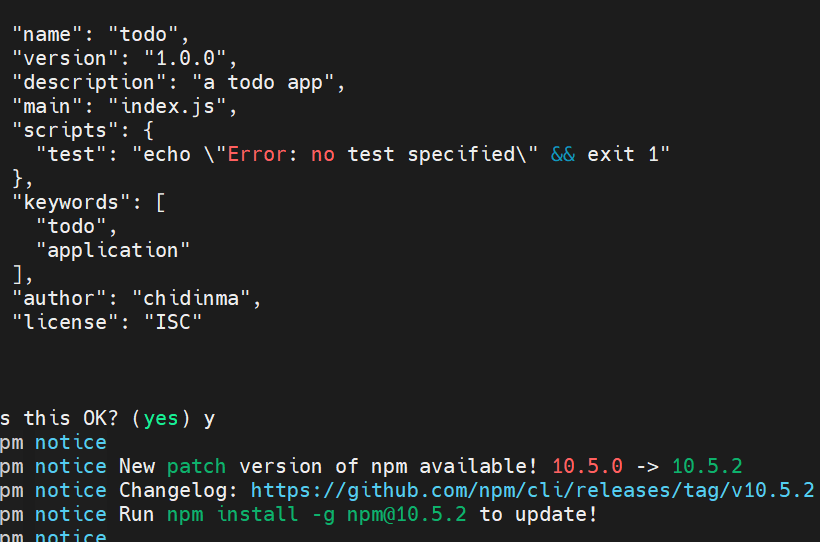 "name": "todo",
"version": "1.0.0",
"description": "a todo app",
"main": "index.js",
"scripts": {
"test": "echo \"Error: no test specified\" && exit 1"
},
"keywords": [
"todo",
"application"
],
"author": "chidinma",
"license": "ISC"
s this OK? (yes) y
pm notice
pm notice New patch version of npm available! 10.5.0 -> 10.5.2
pm notice Changelog: https://github.com/npm/cli/releases/tag/v10.5.2
pm notice Run npm install -g npm@10.5.2 to update!
pm notice